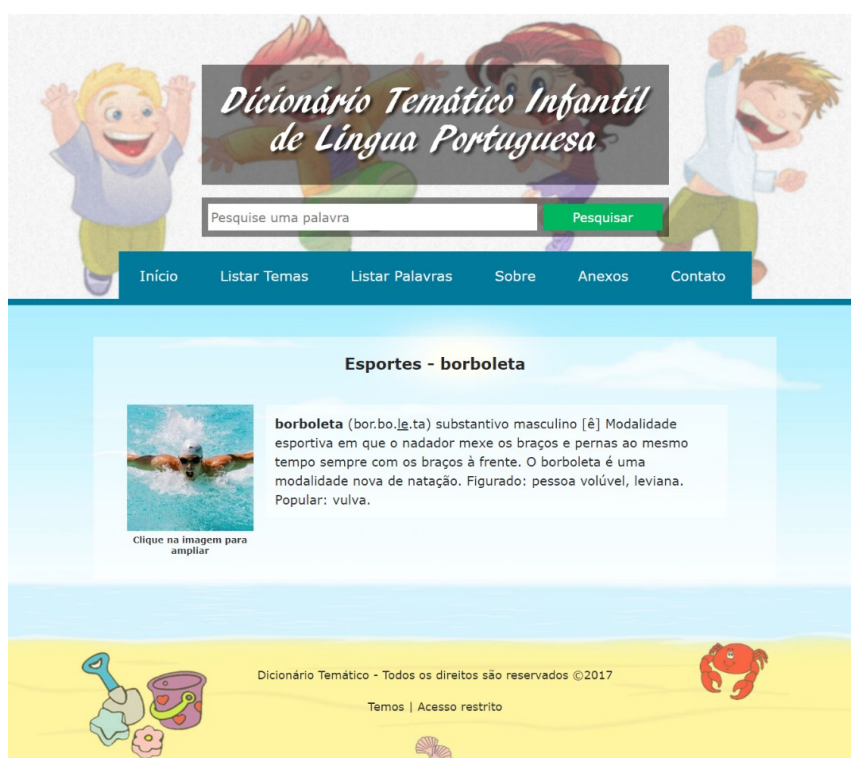 Dicionário Temático Infantil
de Língua Portuguesa
Pesquise uma palavra
Pesquisar
Início Listar Temas Listar Palavras Sobre Anexos Contato
Esportes - borboleta
borboleta (bor.bo.le.ta) substantivo masculino [ê] Modalidade
esportiva em que o nadador mexe os braços e pernas ao mesmo
tempo sempre com os braços à frente. O borboleta é uma
modalidade nova de natação. Figurado: pessoa volúvel, leviana.
Popular: vulva.
Clique na imagem para
ampliar
Dicionário Temático - Todos os direitos são reservados ©2017
Temos | Acesso restrito